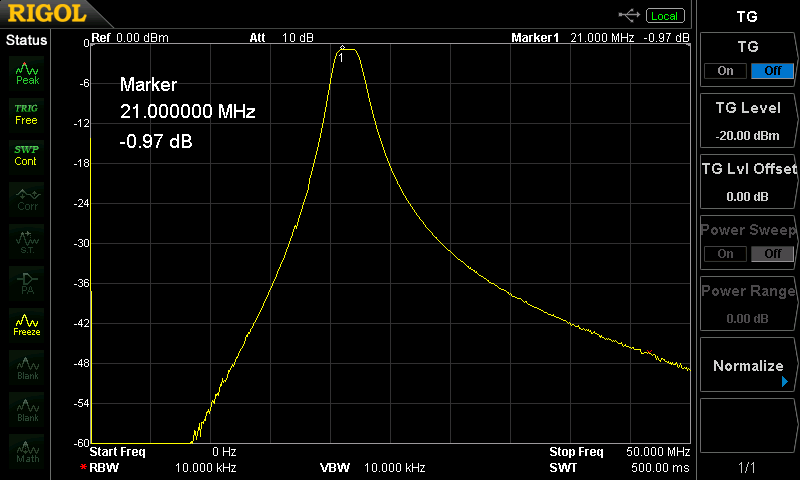 RIGOL
Local
Status
Ref 0.00 dBm Att 10 dB Marker1 21.000 MHz -0.97 dB
Peak
TRIG
Free
SWP
Cont
Corr
S.T.
PA
Freeze
Blank
Blank
Math
0
-6
-12
-18
-24
-30
-36
-42
-48
-54
-60
1
Marker
21.000000 MHz
-0.97 dB
Start Freq 0 Hz Stop Freq 50.000 MHz
RBW 10.000 kHz VBW 10.000 kHz SWT 500.00 ms
TG
TG
On Off
TG Level
-20.00 dBm
TG Lvl Offset
0.00 dB
Power Sweep
On Off
Power Range
0.00 dB
Normalize
1/1